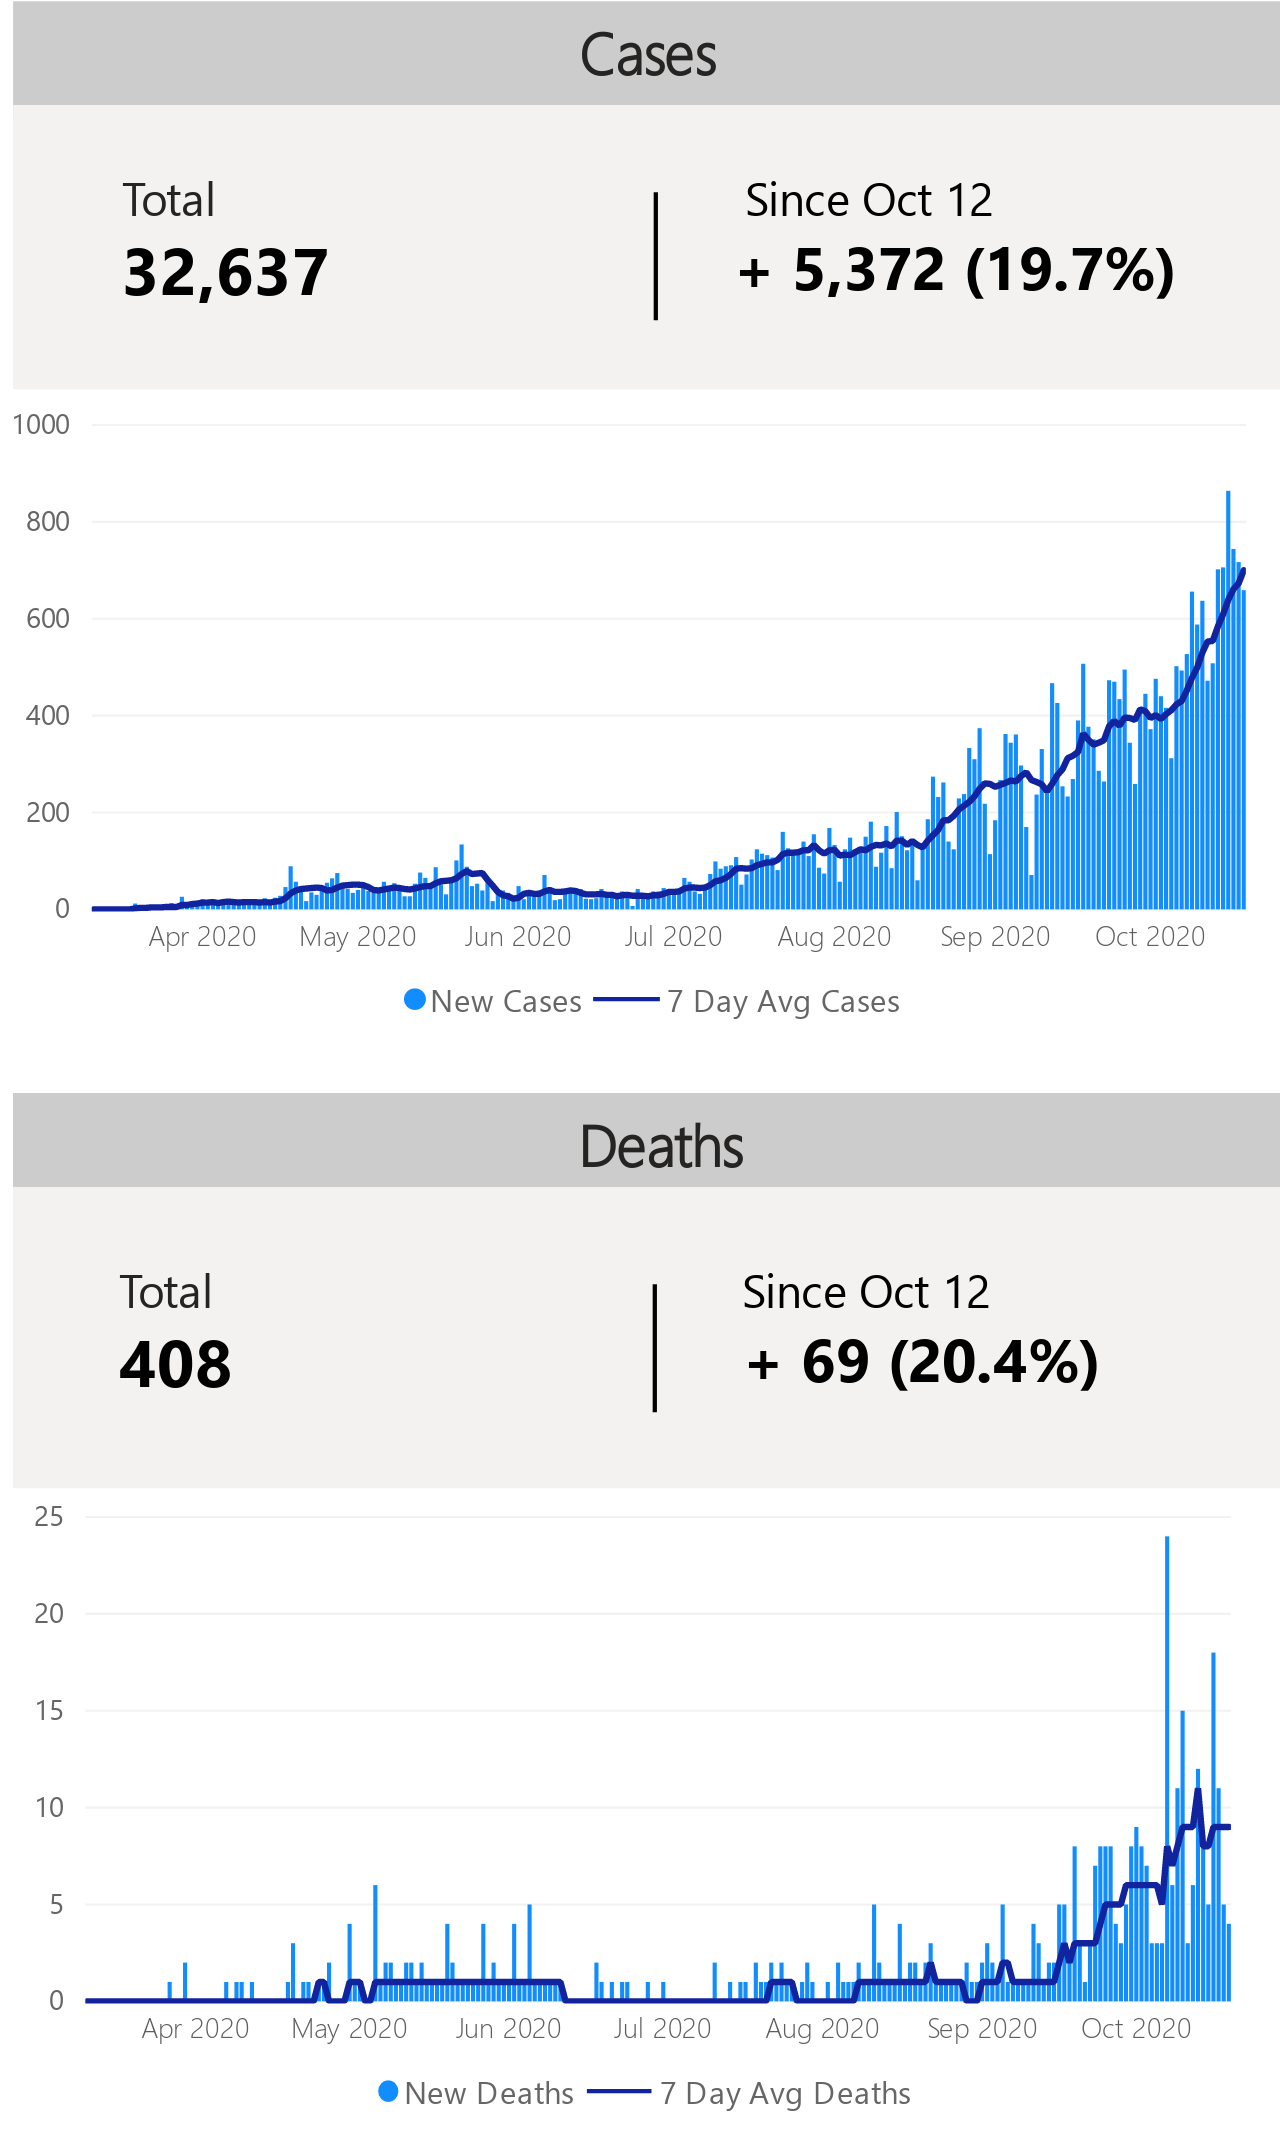 Cases
Total
Since Oct 12
32,637
+ 5,372 (19.7%)
1000
800
600
400
200
0
Apr 2020 May 2020 Jun 2020 Jul 2020 Aug 2020 Sep 2020 Oct 2020
New Cases 7 Day Avg Cases
Deaths
Total
Since Oct 12
408
+ 69 (20.4%)
25
20
15
10
5
0
Apr 2020 May 2020 Jun 2020 Jul 2020 Aug 2020 Sep 2020 Oct 2020
New Deaths 7 Day Avg Deaths